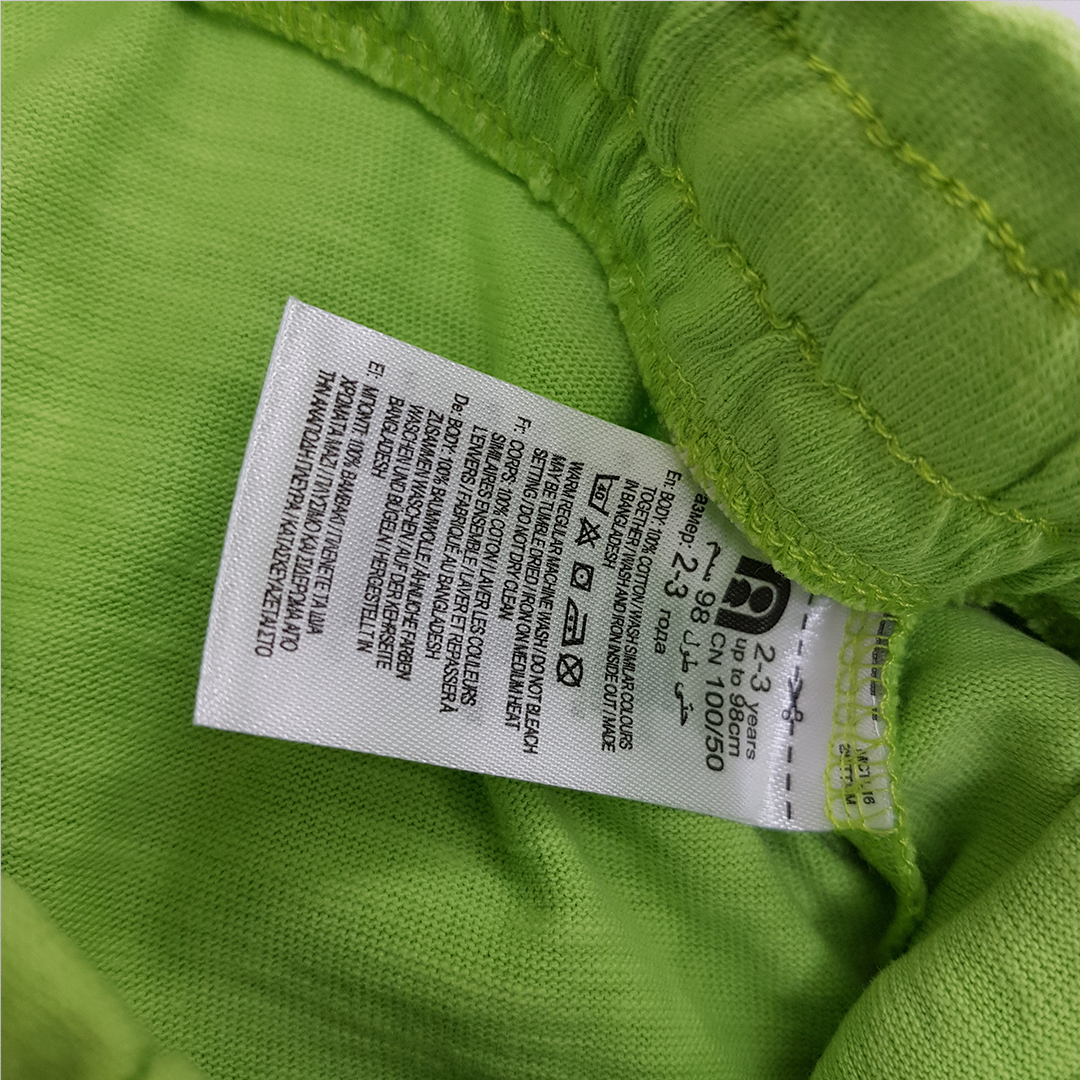 2-3 years
up to 98cm
CN 100/50
حتى طول 98 سم
азмер: 2-3 года
En: BODY: 100% COTTON / WASH SIMILAR COLOURS
TOGETHER / WASH AND IRON INSIDE OUT / MADE
IN BANGLADESH
40
WARM REGULAR MACHINE WASH / DO NOT BLEACH
MAY BE TUMBLE DRIED / IRON ON MEDIUM HEAT
SETTING / DO NOT DRY CLEAN
Fr: CORPS: 100% COTON / LAVER LES COULEURS
SIMILAIRES ENSEMBLE / LAVER ET REPASSER À
L'ENVERS / FABRIQUÉ AU BANGLADESH
De: BODY: 100% BAUMWOLLE / ÄHNLICHE FARBEN
ZUSAMMEN WASCHEN / AUF DER KEHRSEITE
WASCHEN UND BÜGELN / HERGESTELLT IN
BANGLADESH
El: ΜΠΟΝΤΙ: 100% ΒΑΜΒΑΚΙ / ΠΛΕΝΕΤΕ ΤΑ ΙΔΙΑ
ΧΡΩΜΑΤΑ ΜΑΖΙ / ΠΛΥΣΙΜΟ ΚΑΙ ΣΙΔΕΡΩΜΑ ΑΠΟ
ΤΗΝ ΑΝΑΠΟΔΗ ΠΛΕΥΡΑ / ΚΑΤΑΣΚΕΥΑΖΕΤΑΙ ΣΤΟ